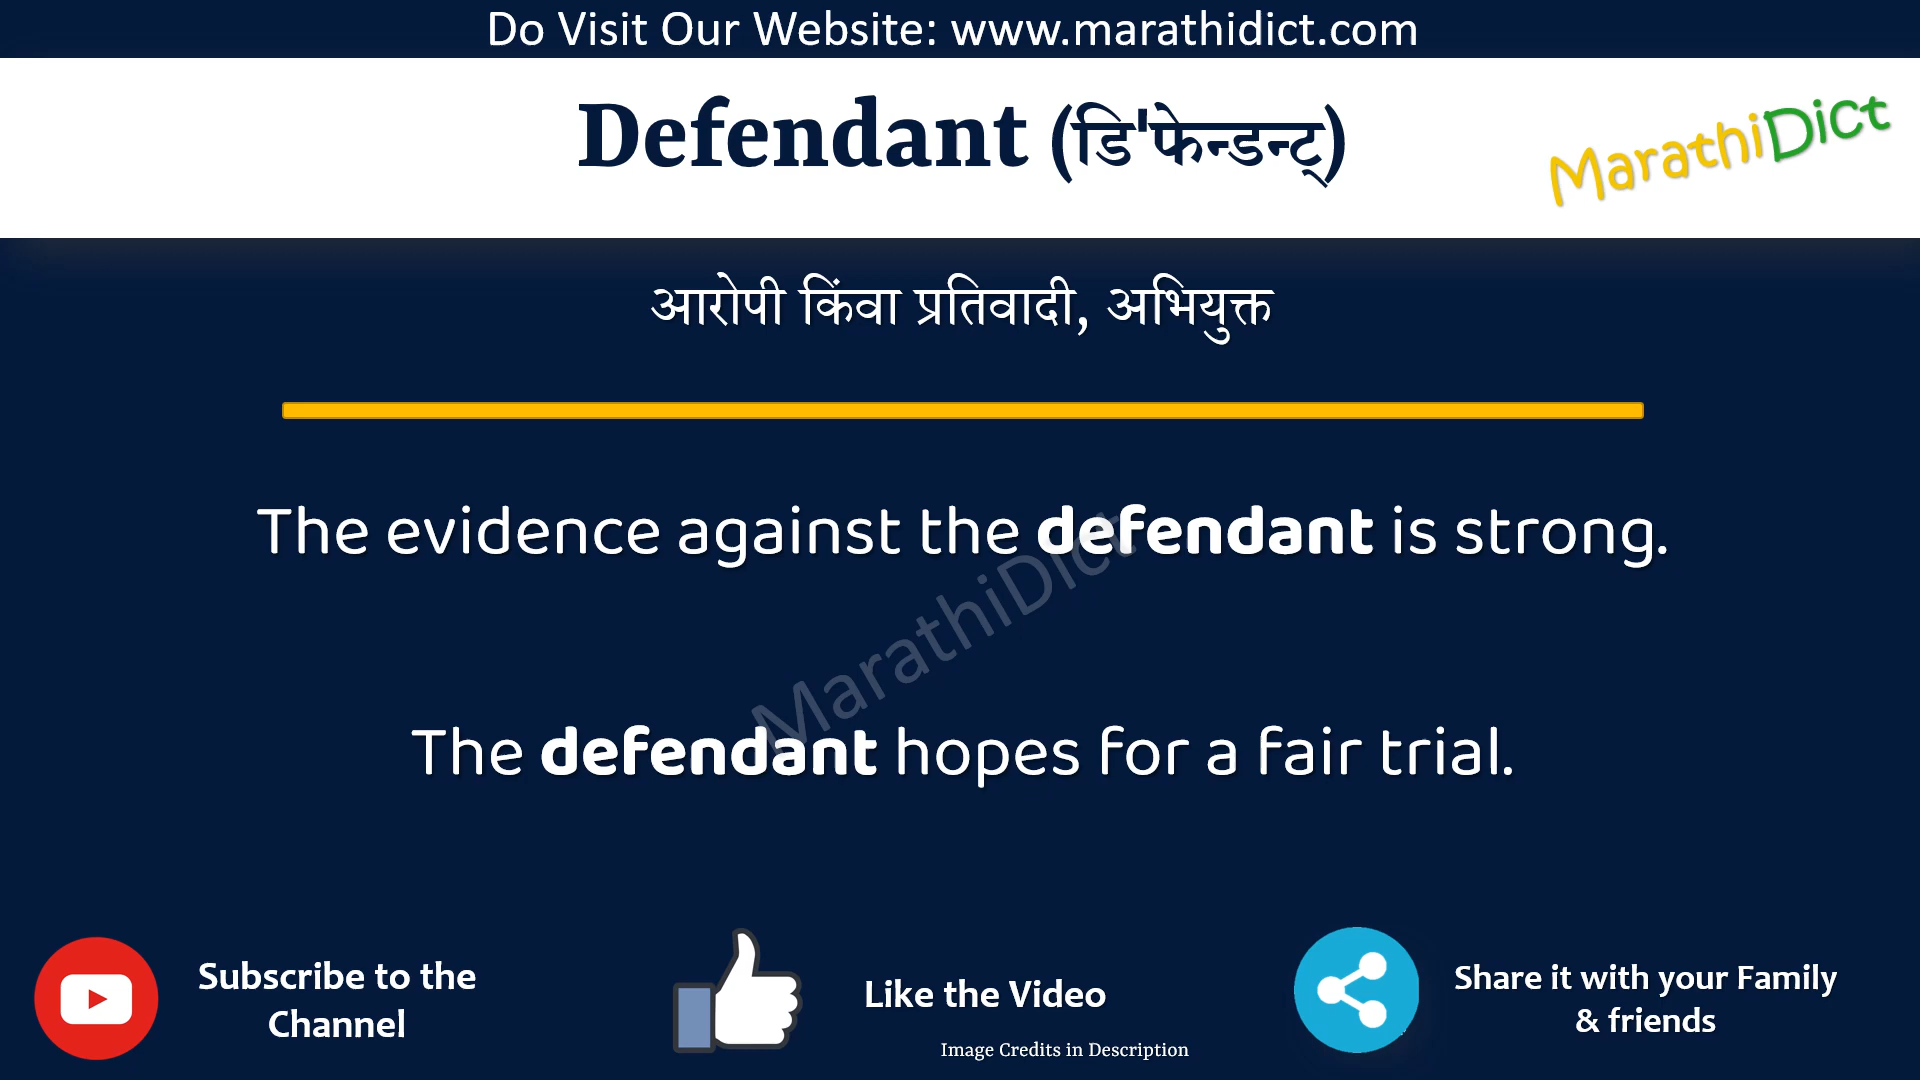 Do Visit Our Website: www.marathidict.com
Defendant (डि'फेन्डन्ट्)
MarathiDict
आरोपी किंवा प्रतिवादी, अभियुक्त
The evidence against the defendant is strong.
MarathiDict
The defendant hopes for a fair trial.
Subscribe to the
Channel
Like the Video
Share it with your Family
& friends
Image Credits in Description